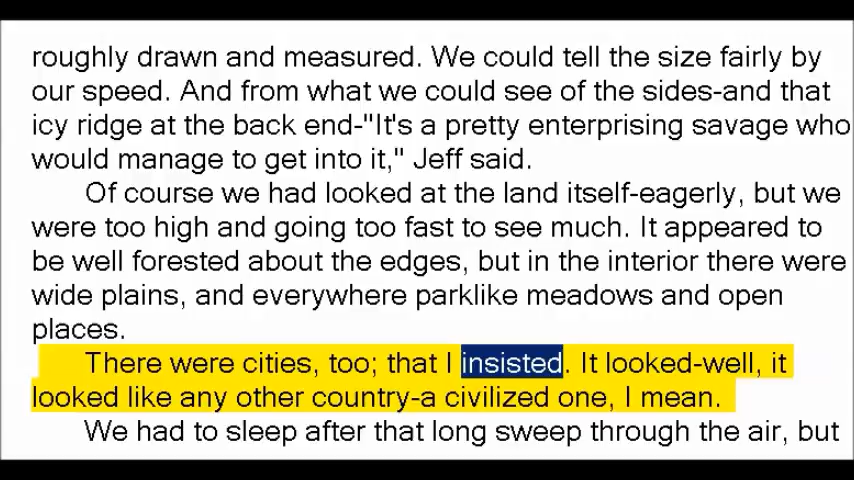 roughly drawn and measured. We could tell the size fairly by
our speed. And from what we could see of the sides-and that
icy ridge at the back end-"It's a pretty enterprising savage who
would manage to get into it," Jeff said.
Of course we had looked at the land itself-eagerly, but we
were too high and going too fast to see much. It appeared to
be well forested about the edges, but in the interior there were
wide plains, and everywhere parklike meadows and open
places.
There were cities, too; that I insisted. It looked-well, it
looked like any other country-a civilized one, I mean.
We had to sleep after that long sweep through the air, but